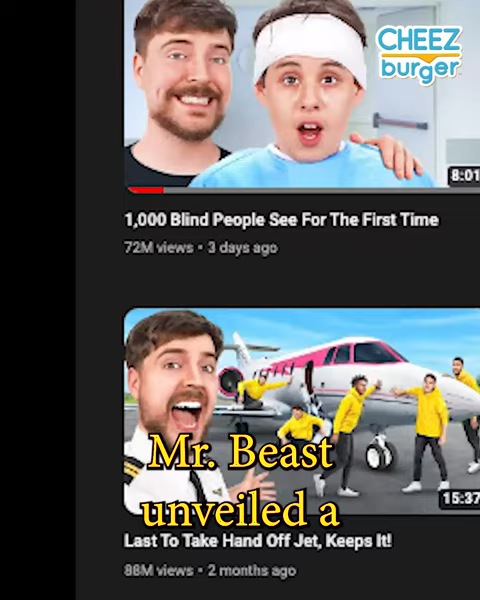 CHEEZ
burger
8:01
1,000 Blind People See For The First Time
72M views • 3 days ago
Mr. Beast
unveiled a
15:37
Last To Take Hand Off Jet, Keeps It!
88M views • 2 months ago